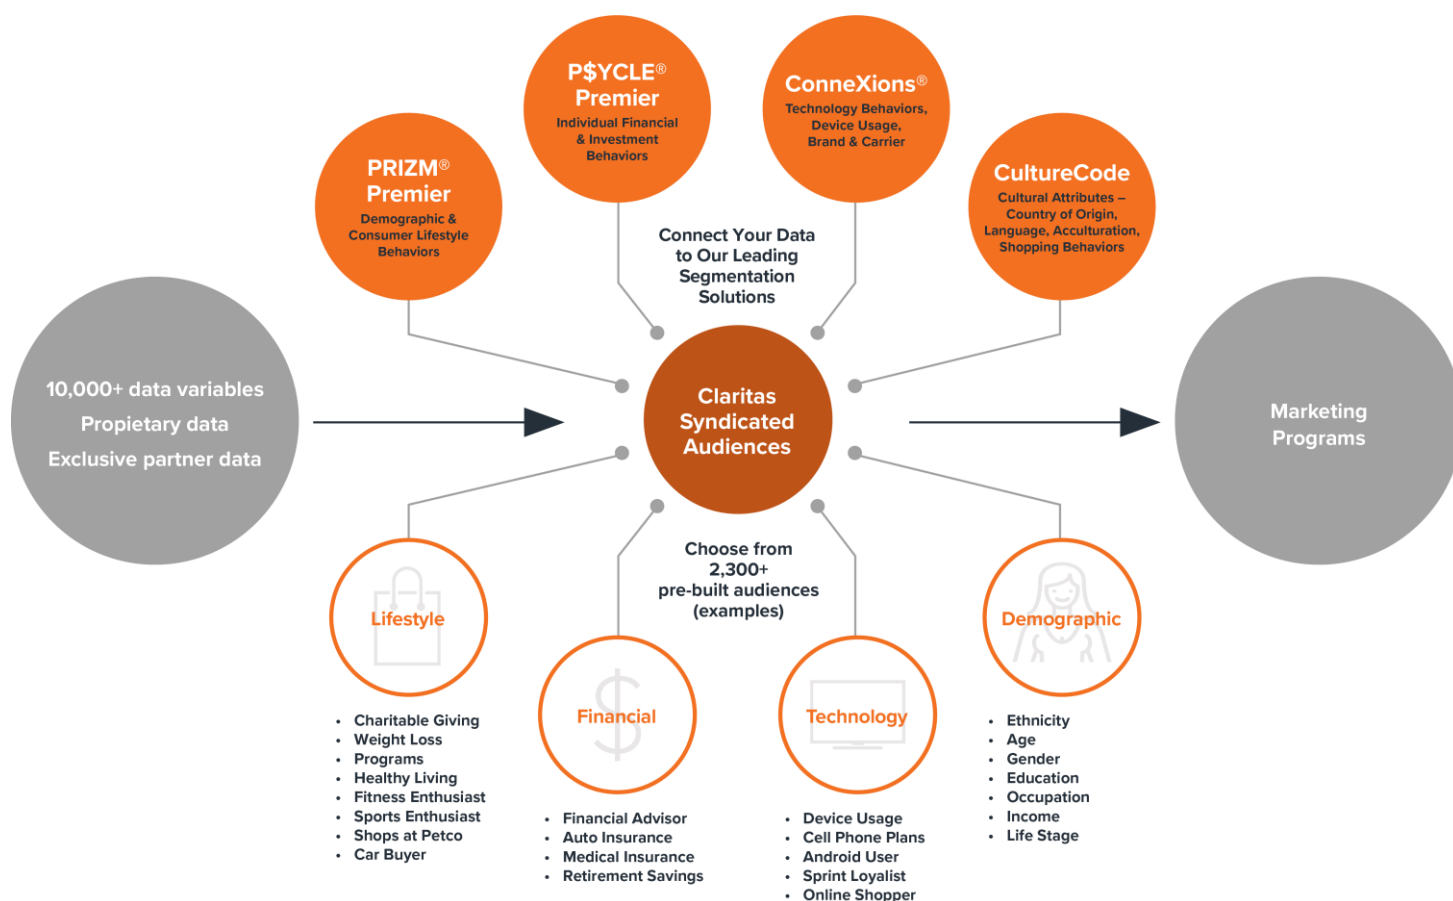 P$YCLE®
Premier
Individual Financial
& Investment
Behaviors
ConneXions®
Technology Behaviors,
Device Usage,
Brand & Carrier
PRIZM®
Premier
Demographic &
Consumer Lifestyle
Behaviors
CultureCode
Cultural Attributes –
Country of Origin,
Language, Acculturation,
Shopping Behaviors
Connect Your Data
to Our Leading
Segmentation
Solutions
10,000+ data variables
Propietary data
Exclusive partner data
Claritas
Syndicated
Audiences
Marketing
Programs
Choose from
2,300+
pre-built audiences
(examples)
Lifestyle
• Charitable Giving
• Weight Loss
• Programs
• Healthy Living
• Fitness Enthusiast
• Sports Enthusiast
• Shops at Petco
• Car Buyer
$
Financial
• Financial Advisor
• Auto Insurance
• Medical Insurance
• Retirement Savings
Technology
• Device Usage
• Cell Phone Plans
• Android User
• Sprint Loyalist
• Online Shopper
Demographic
• Ethnicity
• Age
• Gender
• Education
• Occupation
• Income
• Life Stage